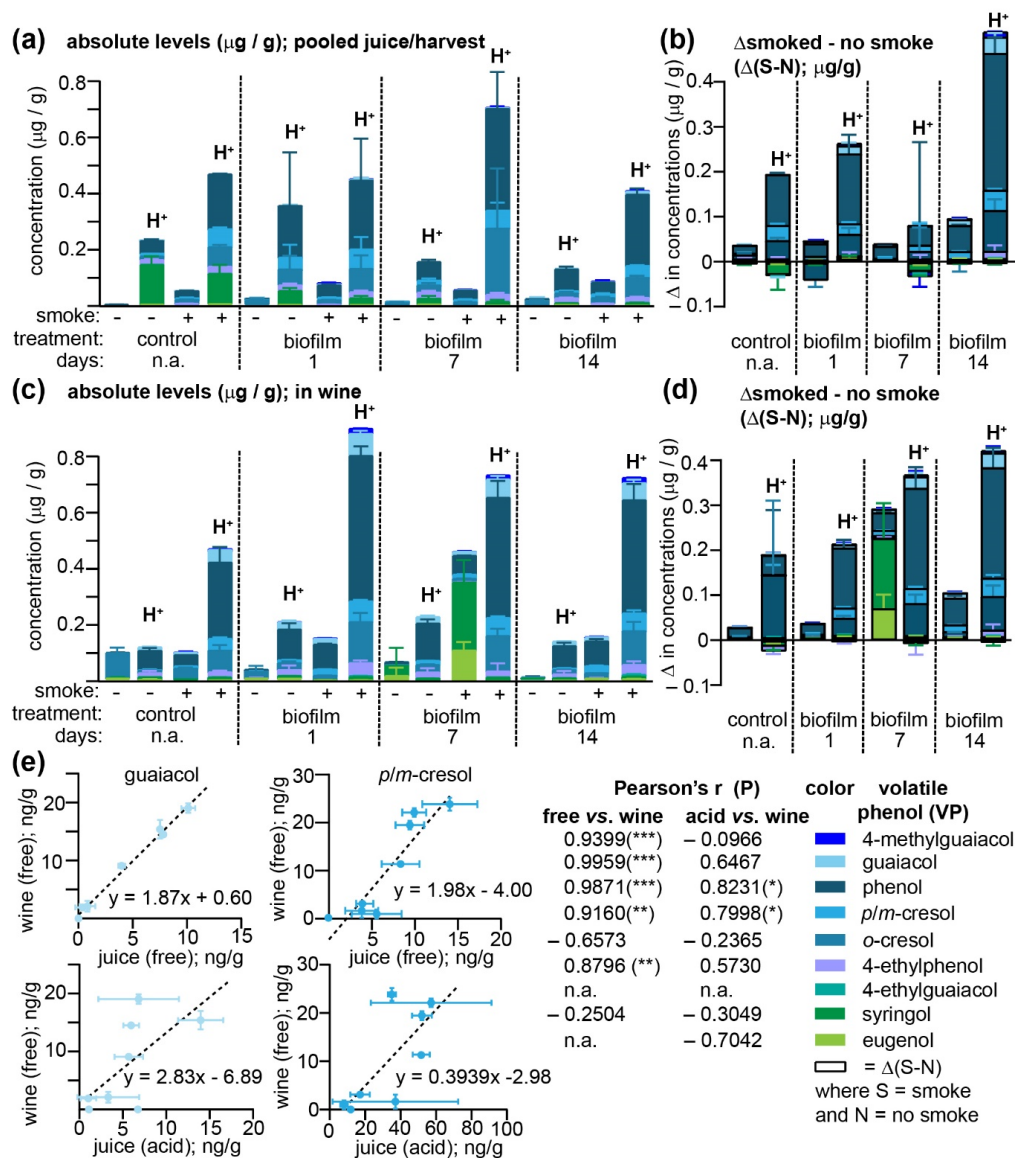 (a) absolute levels (μg / g); pooled juice/harvest
concentration (μg / g)
0.8
0.6
0.4
0.2
H⁺ H⁺ H⁺ H⁺ H⁺ H⁺ H⁺ H⁺
smoke: - - + + - - + + - - + + - - + +
treatment: control biofilm biofilm biofilm
days: n.a. 1 7 14
(b) Δsmoked - no smoke
(Δ(S-N); μg/g)
– Δ in concentrations (μg / g)
0.4
0.3
0.2
0.1
0
0.1
H⁺ H⁺ H⁺ H⁺
control biofilm biofilm biofilm
n.a. 1 7 14
(c) absolute levels (μg / g); in wine
concentration (μg / g)
0.8
0.6
0.4
0.2
H⁺ H⁺ H⁺ H⁺ H⁺ H⁺ H⁺ H⁺
smoke: - - + + - - + + - - + + - - + +
treatment: control biofilm biofilm biofilm
days: n.a. 1 7 14
(d) Δsmoked - no smoke
(Δ(S-N); μg/g)
– Δ in concentrations (μg / g)
0.4
0.3
0.2
0.1
0
0.1
H⁺ H⁺ H⁺ H⁺
control biofilm biofilm biofilm
n.a. 1 7 14
(e) guaiacol
wine (free); ng/g
20
10
0
y = 1.87x + 0.60
0 5 10 15
juice (free); ng/g
p/m-cresol
wine (free); ng/g
30
20
10
0
y = 1.98x - 4.00
5 10 15 20
juice (free); ng/g
wine (free); ng/g
20
10
y = 2.83x - 6.89
0 5 10 15 20
juice (acid); ng/g
wine (free); ng/g
30
20
10
0
y = 0.3939x -2.98
0 20 40 60 80 100
juice (acid); ng/g
Pearson's r (P) color volatile
free vs. wine acid vs. wine phenol (VP)
0.9399(***) – 0.0966 4-methylguaiacol
0.9959(***) 0.6467 guaiacol
0.9871(***) 0.8231(*) phenol
0.9160(**) 0.7998(*) p/m-cresol
– 0.6573 – 0.2365 o-cresol
0.8796 (**) 0.5730 4-ethylphenol
n.a. n.a. 4-ethylguaiacol
– 0.2504 – 0.3049 syringol
n.a. – 0.7042 eugenol
= Δ(S-N)
where S = smoke
and N = no smoke